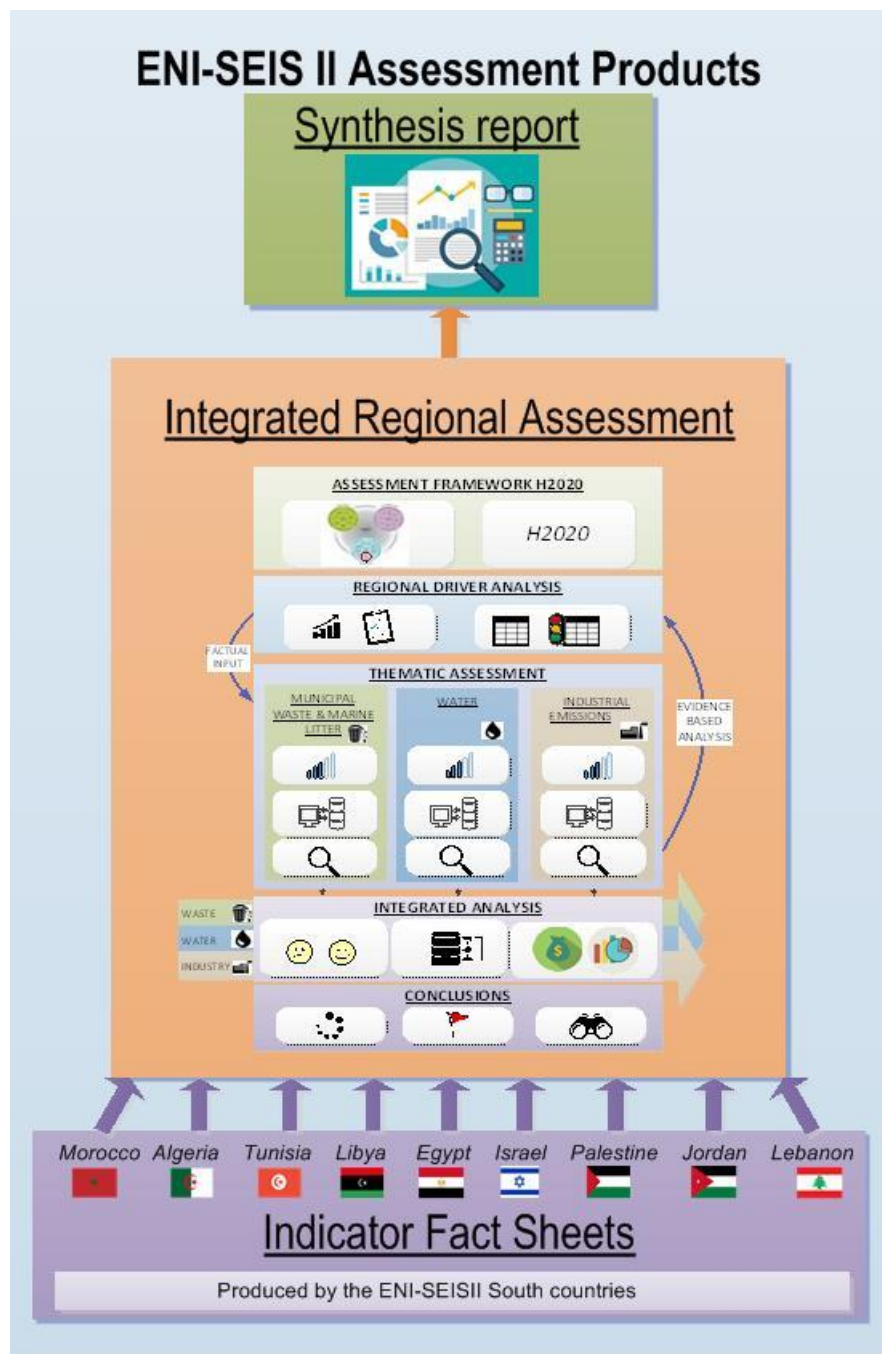 ENI-SEIS II Assessment Products
Synthesis report
Integrated Regional Assessment
ASSESSMENT FRAMEWORK H2020
H2020
REGIONAL DRIVER ANALYSIS
FACTUAL
INPUT
THEMATIC ASSESSMENT
MUNICIPAL
WASTE & MARINE
LITTER
WATER
INDUSTRIAL
EMISSIONS
EVIDENCE
BASED
ANALYSIS
WASTE
WATER
INDUSTRY
INTEGRATED ANALYSIS
$
CONCLUSIONS
Morocco Algeria Tunisia Libya Egypt Israel Palestine Jordan Lebanon
Indicator Fact Sheets
Produced by the ENI-SEISII South countries